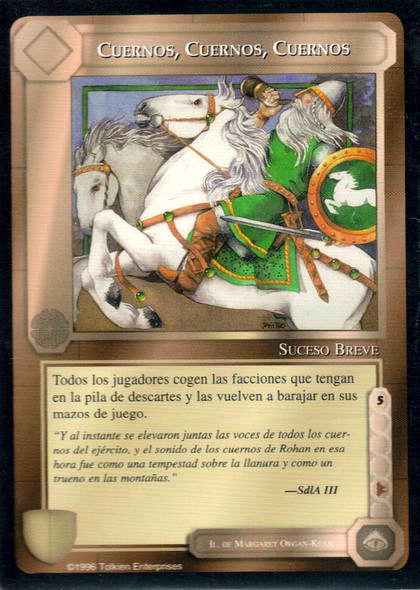 CUERNOS, CUERNOS, CUERNOS
SUCESO BREVE
Todos los jugadores cogen las facciones que tengan
en la pila de descartes y las vuelven a barajar en sus
mazos de juego.
5
"Y al instante se elevaron juntas las voces de todos los cuer-
nos del ejército, y el sonido de los cuernos de Rohan en esa
hora fue como una tempestad sobre la llanura y como un
trueno en las montañas."
—SdlA III
IL. DE MARGARET ORGAN-KEAN
©1996 Tolkien Enterprises